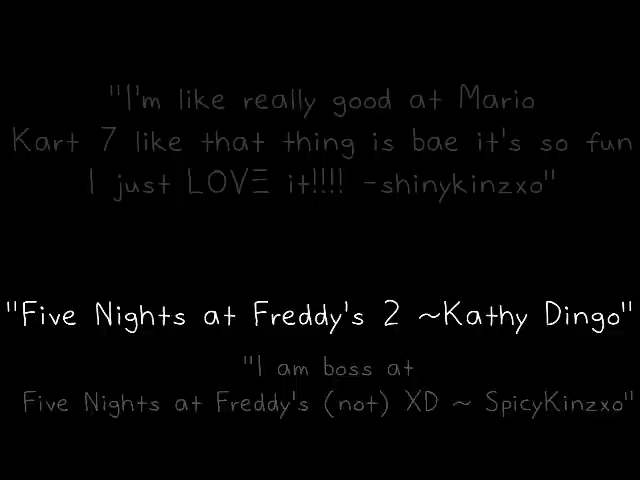 "I'm like really good at Mario
Kart 7 like that thing is bae it's so fun
I just LOVE it!!!! -shinykinzxo"
"Five Nights at Freddy's 2 ~Kathy Dingo"
"I am boss at
Five Nights at Freddy's (not) XD ~ SpicyKinzxo"